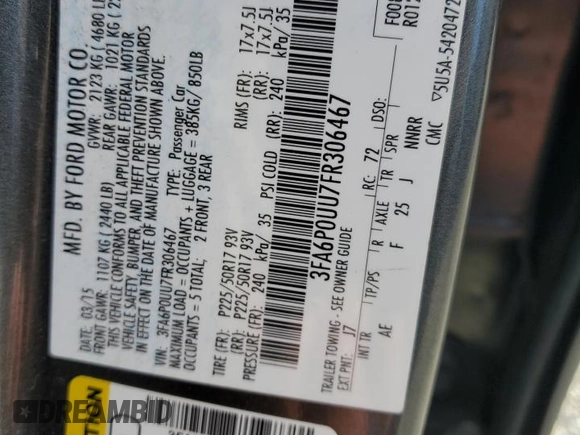 MFD. BY FORD MOTOR CO.
DATE: 03/15
GVWR: 2123 KG ( 4680 LB
FRONT GAWR: 1107 KG ( 2440 LB)
REAR GAWR: 1021 KG
THIS VEHICLE CONFORMS TO ALL APPLICABLE FEDERAL MOTOR
VEHICLE SAFETY, BUMPER, AND THEFT PREVENTION STANDARDS
IN EFFECT ON THE DATE OF MANUFACTURE SHOWN ABOVE.
VIN: 3FA6P0UU7FR306467 TYPE: Passenger Car
MAXIMUM LOAD = OCCUPANTS + LUGGAGE = 385KG/ 850LB
OCCUPANTS = 5 TOTAL; 2 FRONT, 3 REAR
TIRE (FR): P225/50R17 93V RIMS (FR): 17x7.5J
(RR): P225/50R17 93V (RR): 17x7.5J
PRESSURE (FR): 240 kPa/ 35 PSI COLD (RR): 240 kPa/ 35
3FA6P0UU7FR306467
TRAILER TOWING - SEE OWNER GUIDE
EXT PNT: J7 RC: 72 DSO:
INT TR TP/PS R AXLE TR SPR
AE F 25 J NNRR
CMC ▽5U5A-5420472
DREAMBID